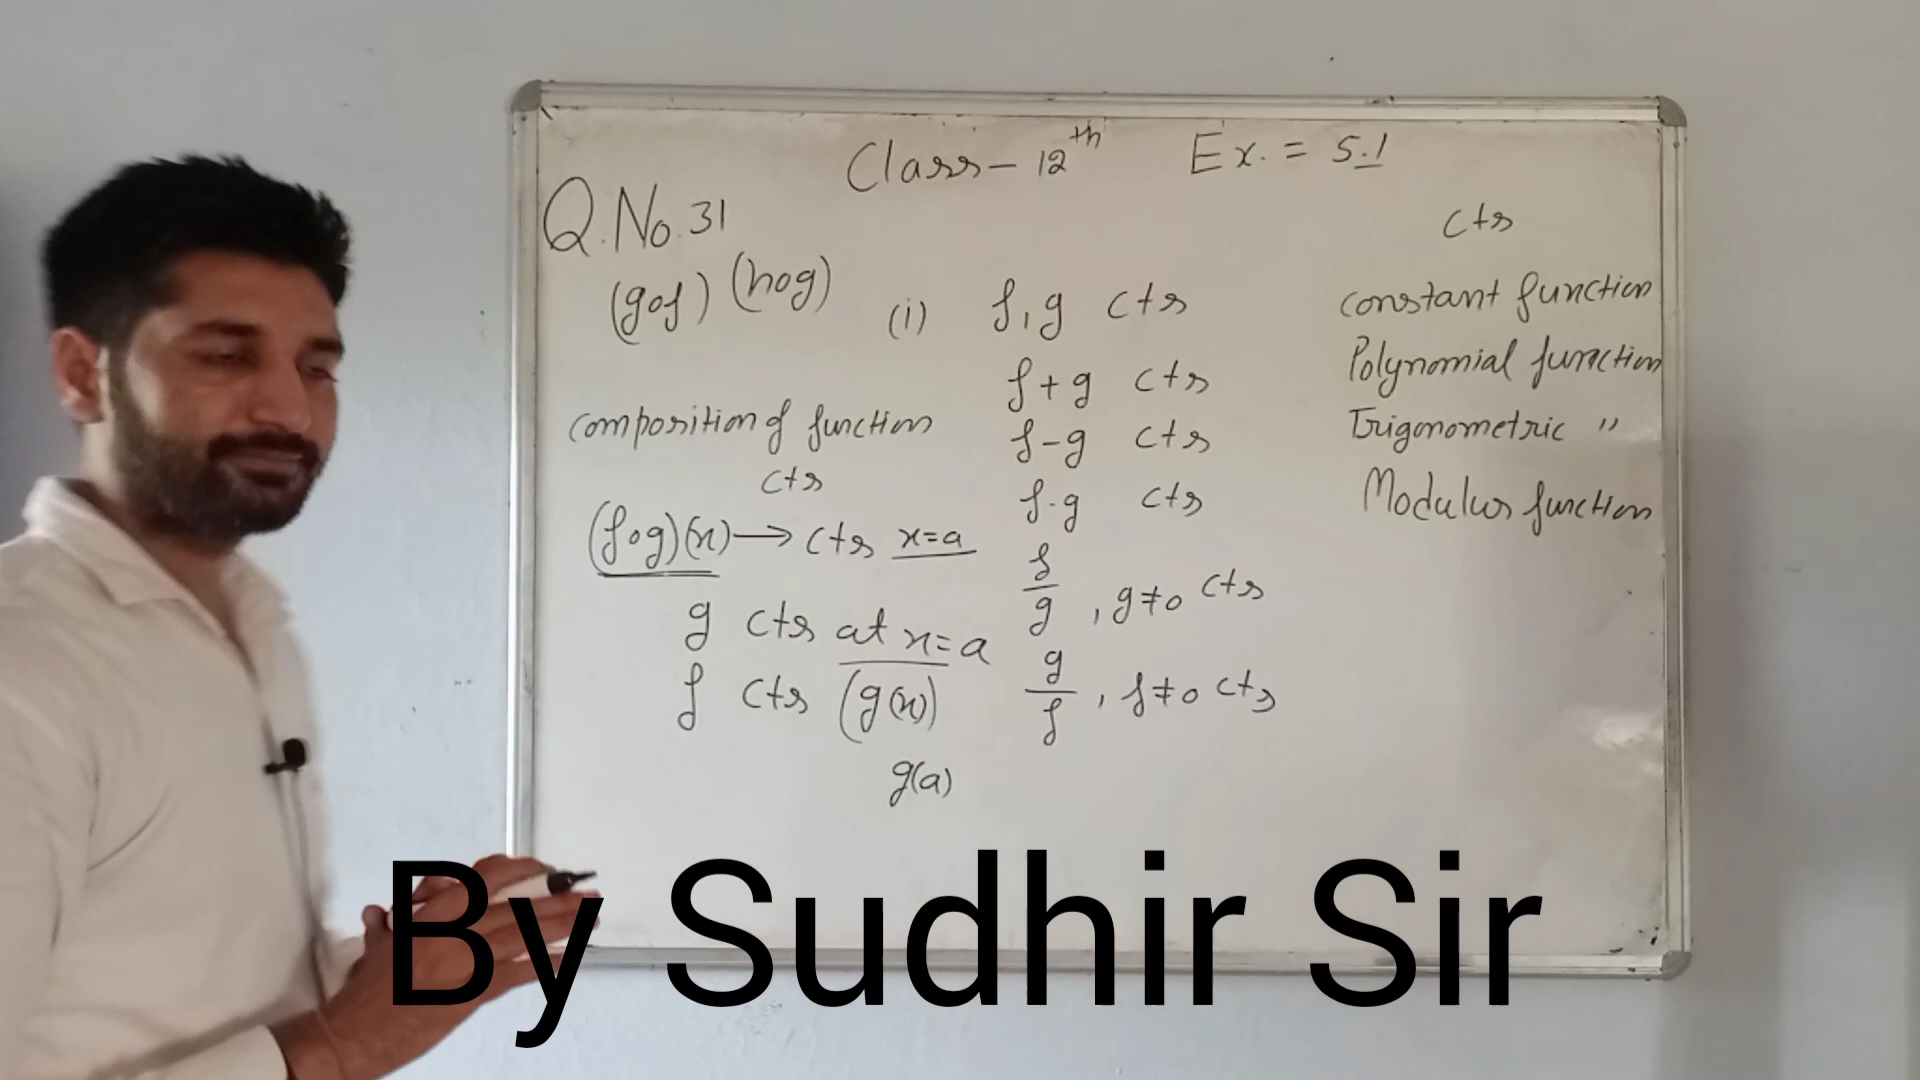 Class - 12th Ex. = 5.1
Q. No. 31
(gof) (hog)
composition of function
cts
(fog)(x) → cts x=a
g cts at x=a
f cts (g(x))
g(a)
(i) f, g cts
f+g cts
f-g cts
f.g cts
f/g, g≠0 cts
g/f, f≠0 cts
cts
constant function
Polynomial function
Trigonometric "
Modulus function
By Sudhir Sir